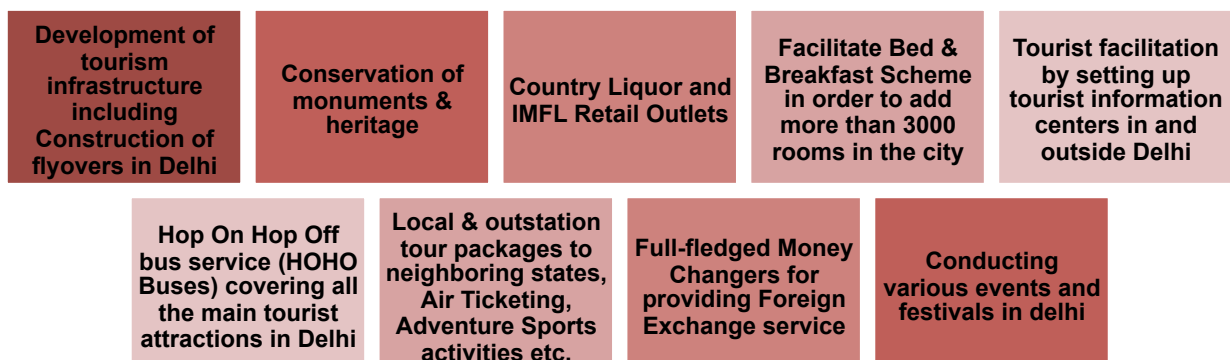 Development of
tourism
infrastructure
including
Construction of
flyovers in Delhi
Conservation of
monuments &
heritage
Country Liquor and
IMFL Retail Outlets
Facilitate Bed &
Breakfast Scheme
in order to add
more than 3000
rooms in the city
Tourist facilitation
by setting up
tourist information
centers in and
outside Delhi
Hop On Hop Off
bus service (HOHO
Buses) covering all
the main tourist
attractions in Delhi
Local & outstation
tour packages to
neighboring states,
Air Ticketing,
Adventure Sports
activities etc.
Full-fledged Money
Changers for
providing Foreign
Exchange service
Conducting
various events and
festivals in delhi